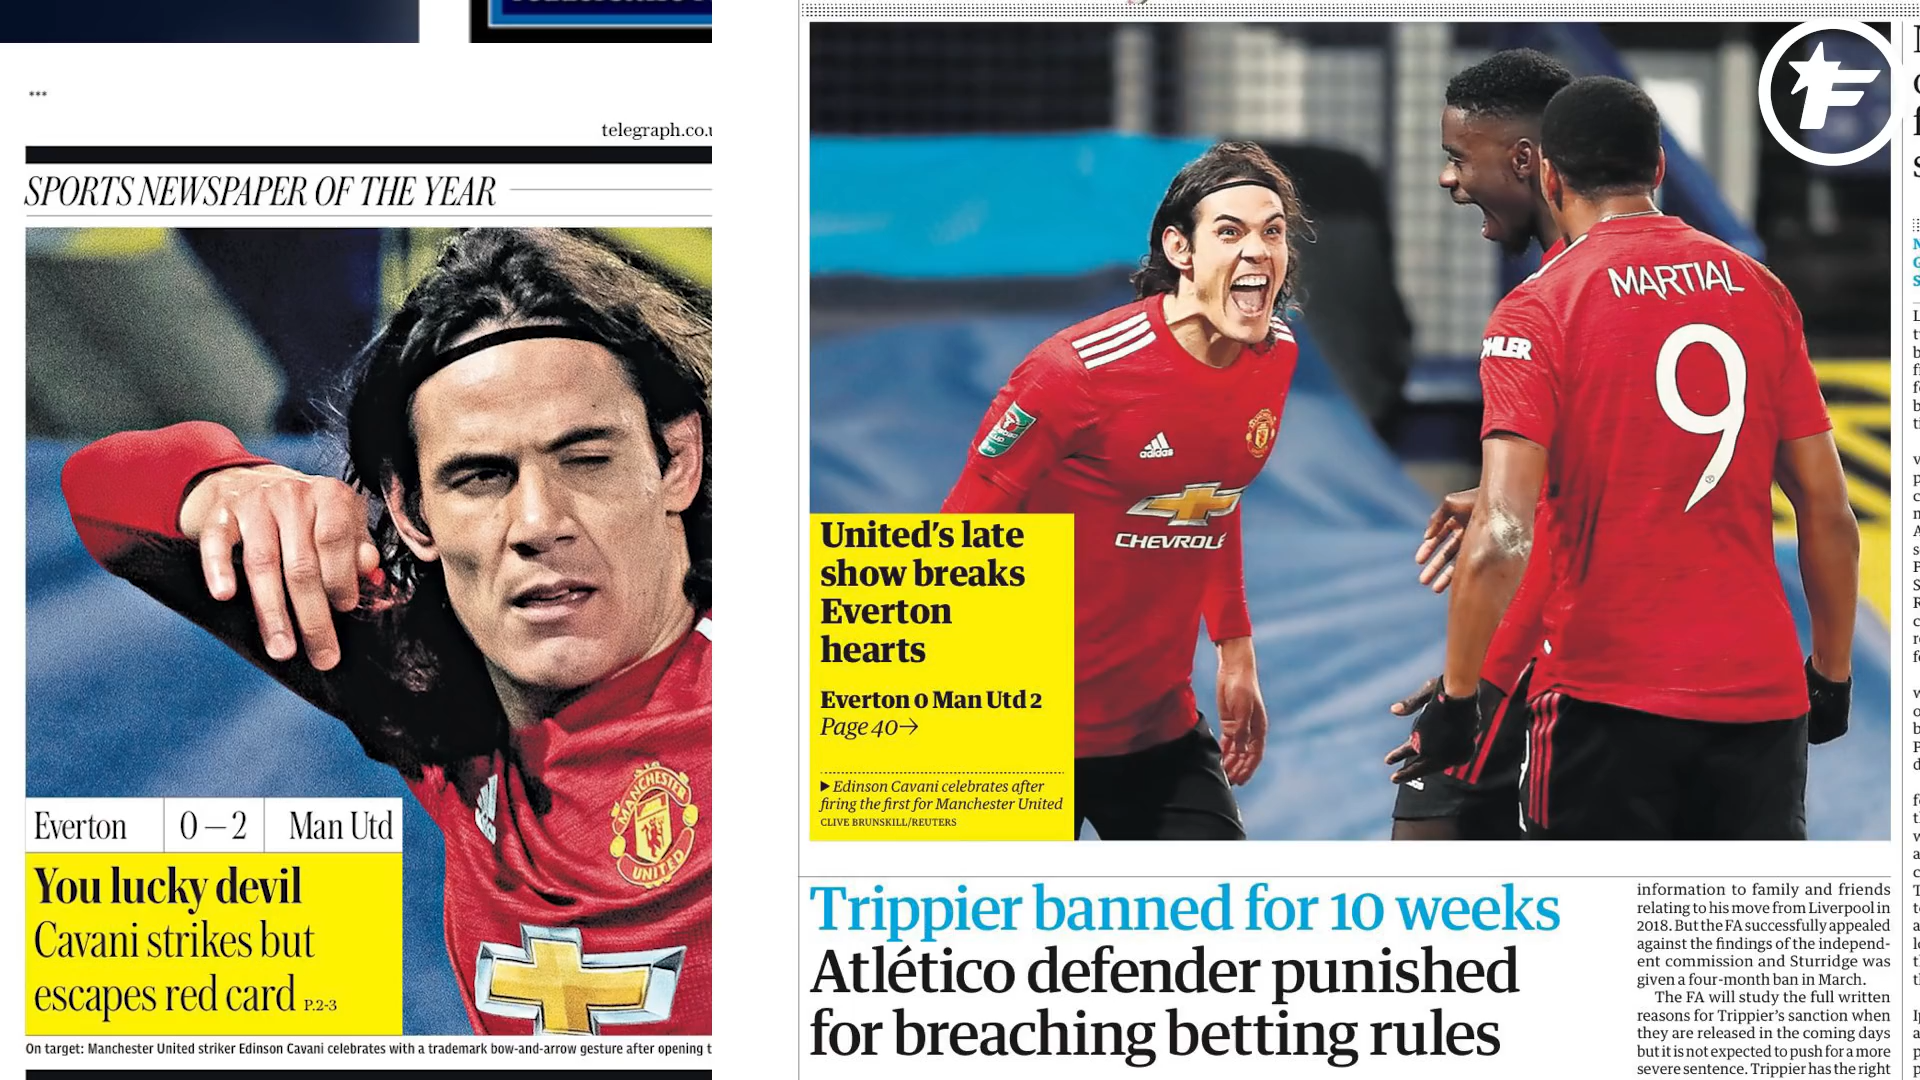 ***
telegraph.co.u
SPORTS NEWSPAPER OF THE YEAR
MANCHESTER
UNITED
Everton 0–2 Man Utd
You lucky devil
Cavani strikes but
escapes red card P.2-3
On target: Manchester United striker Edinson Cavani celebrates with a trademark bow-and-arrow gesture after opening t
F
MARTIAL
9
OHLER
adidas
CHEVROLE
United’s late
show breaks
Everton
hearts
Everton 0 Man Utd 2
Page 40→
▶ Edinson Cavani celebrates after
firing the first for Manchester United
CLIVE BRUNSKILL/REUTERS
Trippier banned for 10 weeks
Atlético defender punished
for breaching betting rules
information to family and friends
relating to his move from Liverpool in
2018. But the FA successfully appealed
against the findings of the independ-
ent commission and Sturridge was
given a four-month ban in March.
The FA will study the full written
reasons for Trippier’s sanction when
they are released in the coming days
but it is not expected to push for a more
severe sentence. Trippier has the right